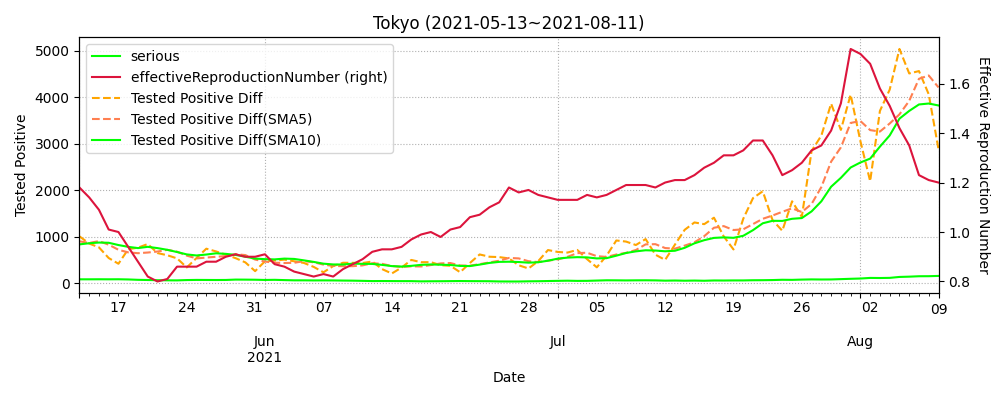 Tokyo (2021-05-13~2021-08-11)
serious
effectiveReproductionNumber (right)
Tested Positive Diff
Tested Positive Diff(SMA5)
Tested Positive Diff(SMA10)
Tested Positive
5000
4000
3000
2000
1000
0
Effective Reproduction Number
1.6
1.4
1.2
1.0
0.8
17 24 31 07 14 21 28 05 12 19 26 02 09
Jun Jul Aug
2021
Date